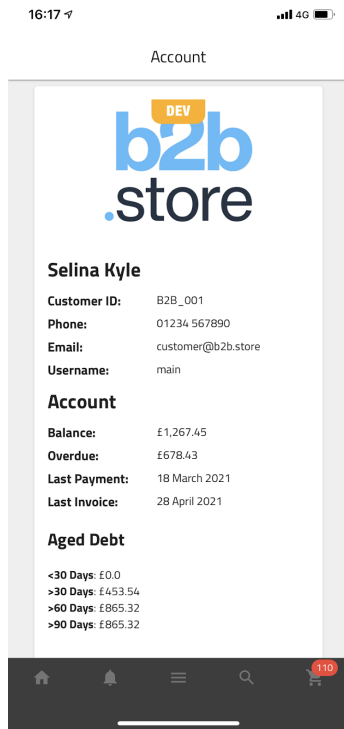 16:17
4G
Account
DEV
b2b
.store
Selina Kyle
Customer ID: B2B_001
Phone: 01234 567890
Email: customer@b2b.store
Username: main
Account
Balance: £1,267.45
Overdue: £678.43
Last Payment: 18 March 2021
Last Invoice: 28 April 2021
Aged Debt
<30 Days: £0.0
>30 Days: £453.54
>60 Days: £865.32
>90 Days: £865.32
110